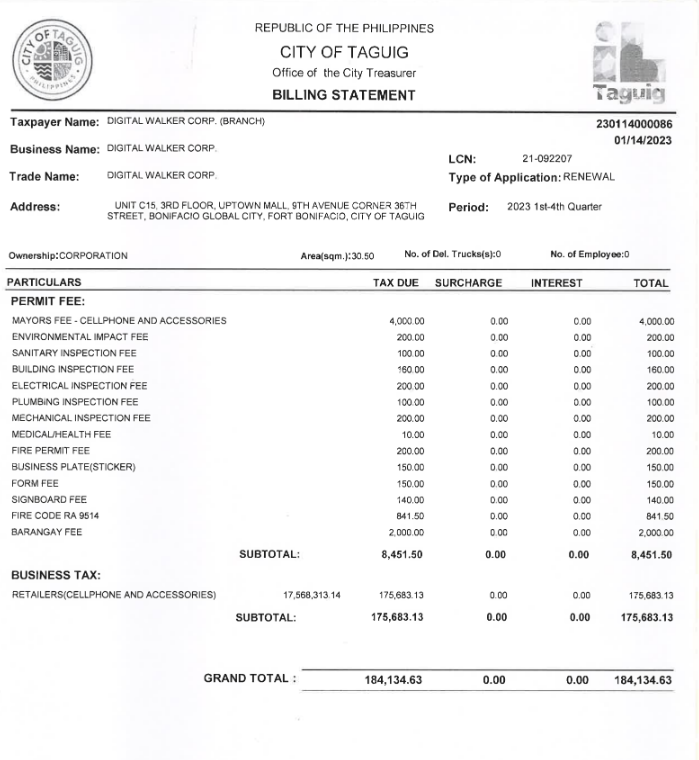 CITY OF TAGUIG
PHILIPPINES
REPUBLIC OF THE PHILIPPINES
CITY OF TAGUIG
Office of the City Treasurer
BILLING STATEMENT
Taguig
Taxpayer Name: DIGITAL WALKER CORP. (BRANCH)
230114000086
01/14/2023
Business Name: DIGITAL WALKER CORP.
LCN: 21-092207
Trade Name: DIGITAL WALKER CORP.
Type of Application: RENEWAL
Address: UNIT C15, 3RD FLOOR, UPTOWN MALL, 9TH AVENUE CORNER 36TH
STREET, BONIFACIO GLOBAL CITY, FORT BONIFACIO, CITY OF TAGUIG
Period: 2023 1st-4th Quarter
Ownership:CORPORATION Area(sqm.):30.50 No. of Del. Trucks(s):0 No. of Employee:0
PARTICULARS TAX DUE SURCHARGE INTEREST TOTAL
PERMIT FEE:
MAYORS FEE - CELLPHONE AND ACCESSORIES 4,000.00 0.00 0.00 4,000.00
ENVIRONMENTAL IMPACT FEE 200.00 0.00 0.00 200.00
SANITARY INSPECTION FEE 100.00 0.00 0.00 100.00
BUILDING INSPECTION FEE 160.00 0.00 0.00 160.00
ELECTRICAL INSPECTION FEE 200.00 0.00 0.00 200.00
PLUMBING INSPECTION FEE 100.00 0.00 0.00 100.00
MECHANICAL INSPECTION FEE 200.00 0.00 0.00 200.00
MEDICAL/HEALTH FEE 10.00 0.00 0.00 10.00
FIRE PERMIT FEE 200.00 0.00 0.00 200.00
BUSINESS PLATE(STICKER) 150.00 0.00 0.00 150.00
FORM FEE 150.00 0.00 0.00 150.00
SIGNBOARD FEE 140.00 0.00 0.00 140.00
FIRE CODE RA 9514 841.50 0.00 0.00 841.50
BARANGAY FEE 2,000.00 0.00 0.00 2,000.00
SUBTOTAL: 8,451.50 0.00 0.00 8,451.50
BUSINESS TAX:
RETAILERS(CELLPHONE AND ACCESSORIES) 17,568,313.14 175,683.13 0.00 0.00 175,683.13
SUBTOTAL: 175,683.13 0.00 0.00 175,683.13
GRAND TOTAL : 184,134.63 0.00 0.00 184,134.63